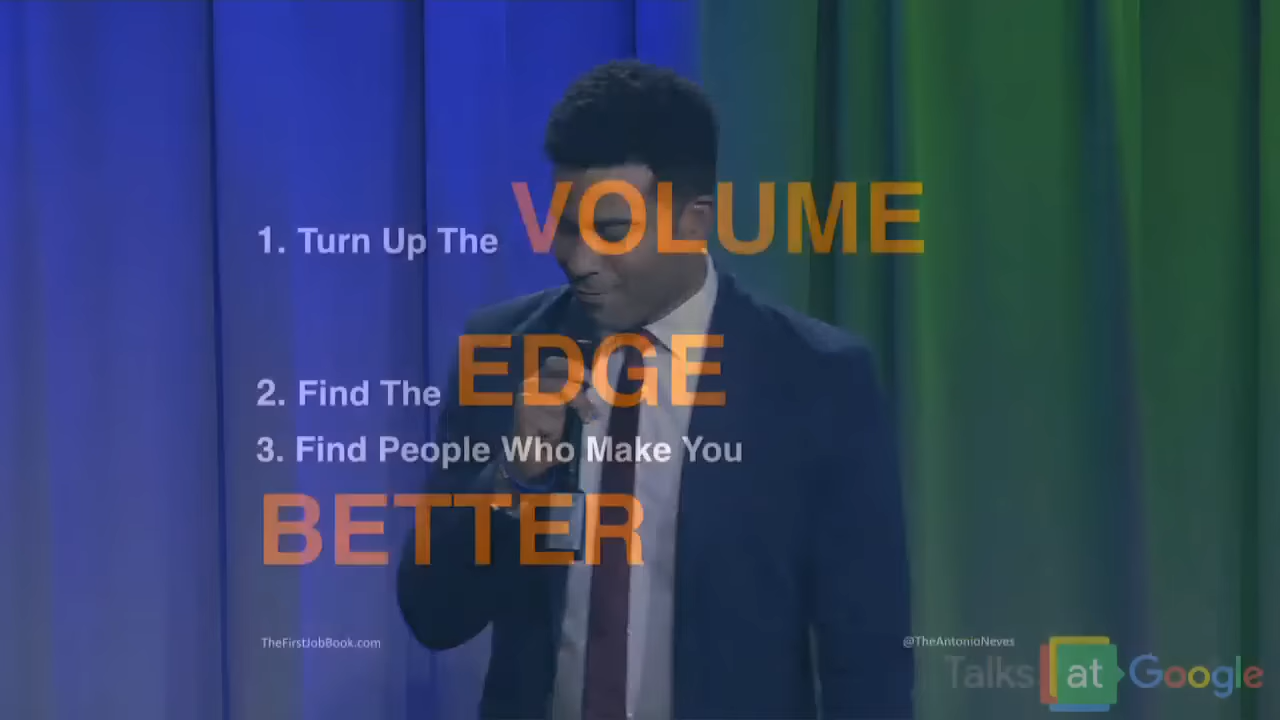 1. Turn Up The VOLUME
2. Find The EDGE
3. Find People Who Make You
BETTER
TheFirstJobBook.com
@TheAntonioNeves
Talks at Google